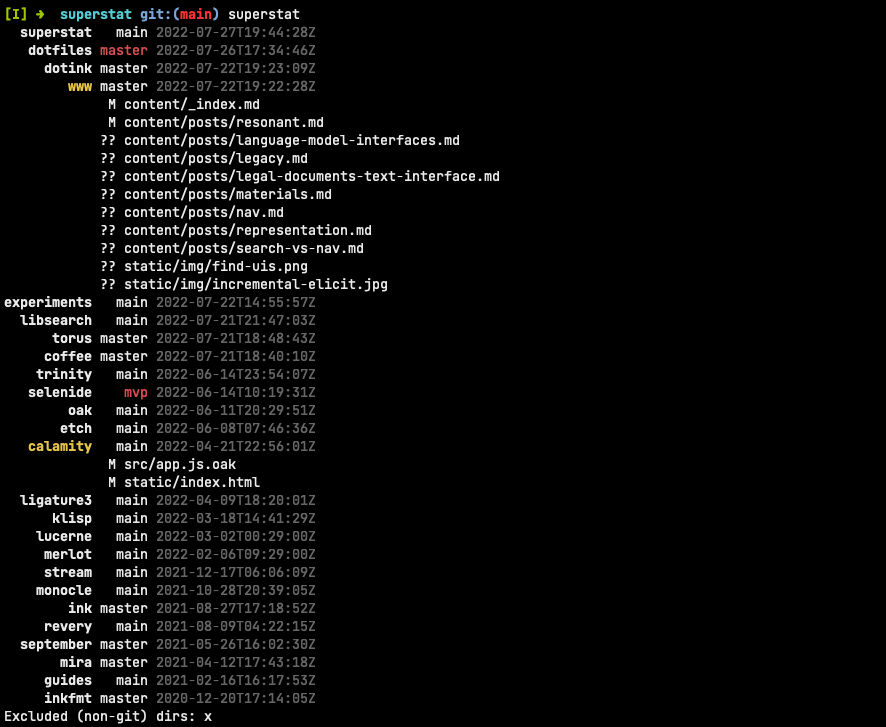 [I] ➜  superstat git:(main) superstat
superstat main 2022-07-27T19:44:28Z
dotfiles master 2022-07-26T17:34:46Z
dotink master 2022-07-22T19:23:09Z
www master 2022-07-22T19:22:28Z
M content/_index.md
M content/posts/resonant.md
?? content/posts/language-model-interfaces.md
?? content/posts/legacy.md
?? content/posts/legal-documents-text-interface.md
?? content/posts/materials.md
?? content/posts/nav.md
?? content/posts/representation.md
?? content/posts/search-vs-nav.md
?? static/img/find-uis.png
?? static/img/incremental-elicit.jpg
experiments main 2022-07-22T14:55:57Z
libsearch main 2022-07-21T21:47:03Z
torus master 2022-07-21T18:48:43Z
coffee master 2022-07-21T18:40:10Z
trinity main 2022-06-14T23:54:07Z
selenide mvp 2022-06-14T10:19:31Z
oak main 2022-06-11T20:29:51Z
etch main 2022-06-08T07:46:36Z
calamity main 2022-04-21T22:56:01Z
M src/app.js.oak
M static/index.html
ligature3 main 2022-04-09T18:20:01Z
klisp main 2022-03-18T14:41:29Z
lucerne main 2022-03-02T00:29:00Z
merlot main 2022-02-06T09:29:00Z
stream main 2021-12-17T06:06:09Z
monocle main 2021-10-28T20:39:05Z
ink master 2021-08-27T17:18:52Z
revery main 2021-08-09T04:22:15Z
september master 2021-05-26T16:02:30Z
mira master 2021-04-12T17:43:18Z
guides main 2021-02-16T16:17:53Z
inkfmt master 2020-12-20T17:14:05Z
Excluded (non-git) dirs: x